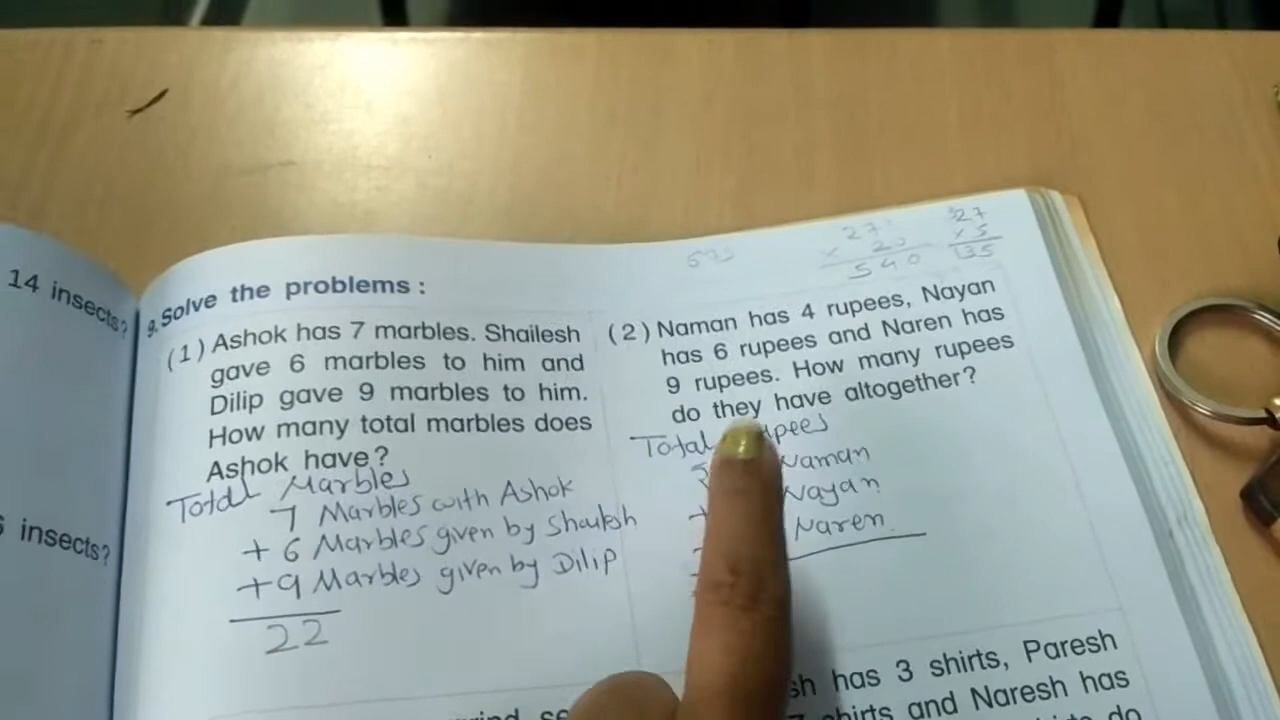 14 insects?
insects?
9. Solve the problems :
(1) Ashok has 7 marbles. Shailesh
gave 6 marbles to him and
Dilip gave 9 marbles to him.
How many total marbles does
Ashok have?
Total Marbles
7 Marbles with Ashok
+ 6 Marbles given by Shailesh
+ 9 Marbles given by Dilip
22
27
× 20
540
27
× 5
135
(2) Naman has 4 rupees, Nayan
has 6 rupees and Naren has
9 rupees. How many rupees
do they have altogether?
Total
Naman
Nayan
Naren
has 3 shirts, Paresh
shirts and Naresh has
do